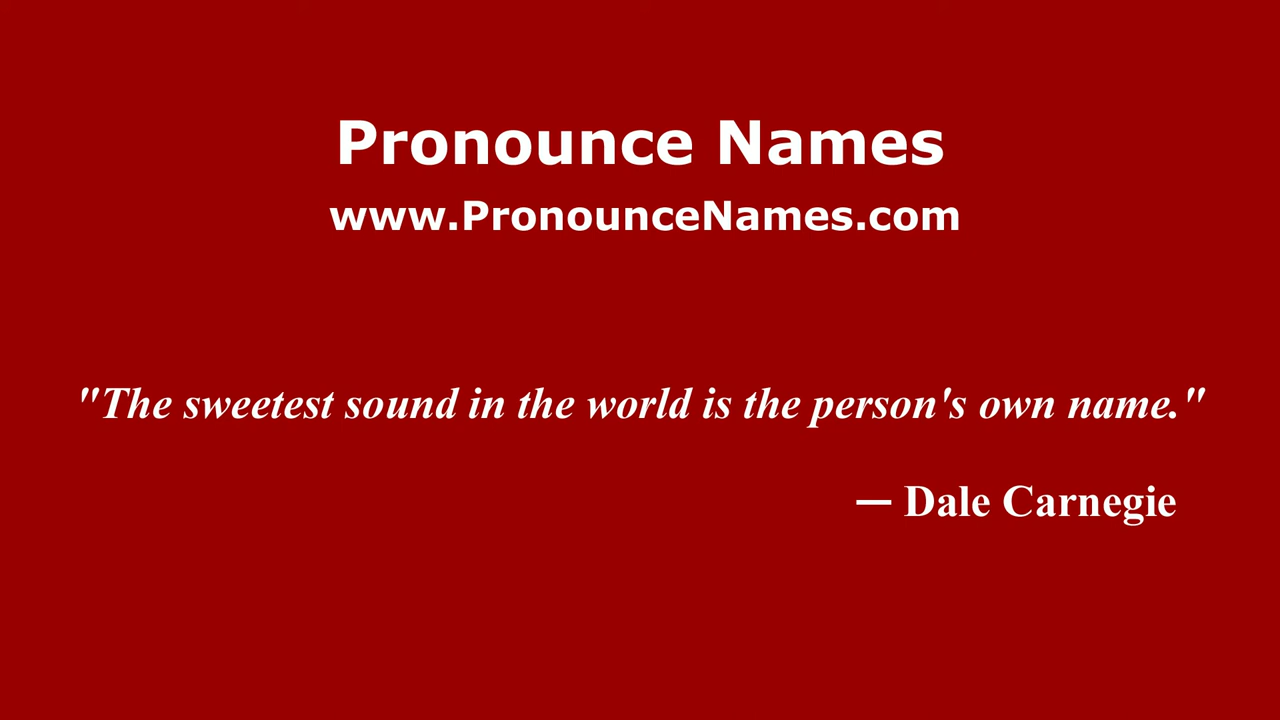 Pronounce Names
www.PronounceNames.com
"The sweetest sound in the world is the person's own name."
— Dale Carnegie